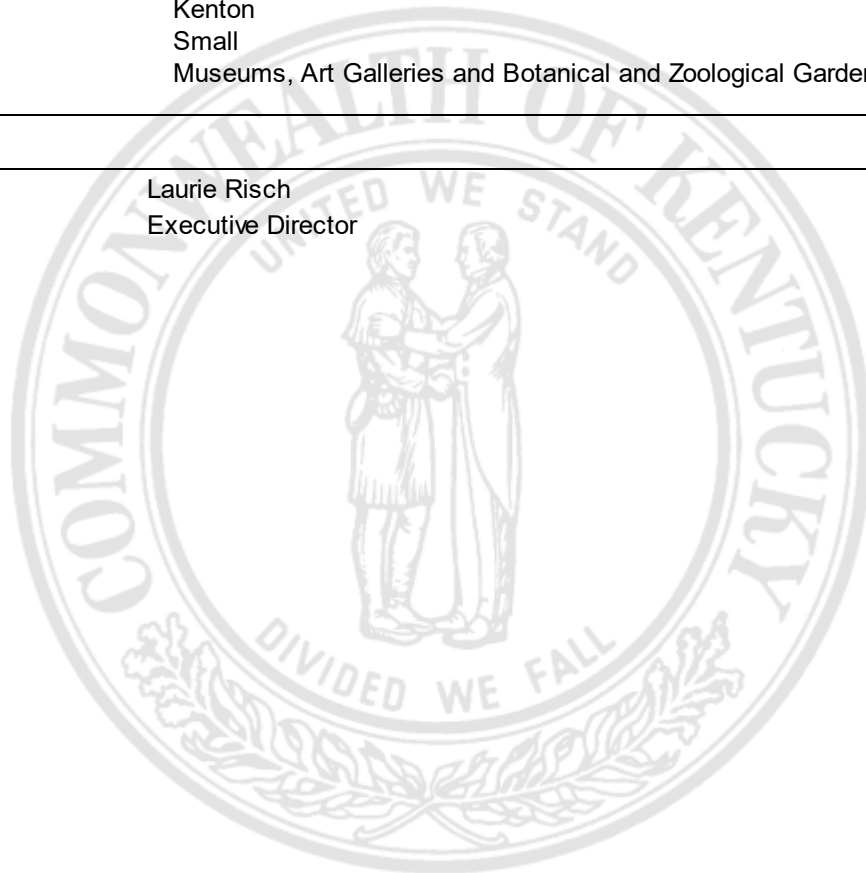 Kenton
Small
Museums, Art Galleries and Botanical and Zoological
Laurie Risch
Executive Director
COMMONWEALTH OF KENTUCKY
UNITED WE STAND
DIVIDED WE FALL